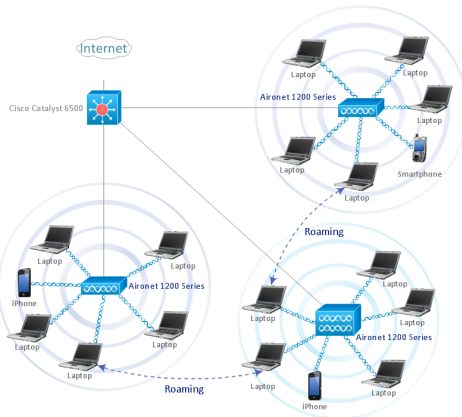 Internet
Laptop
Laptop
Aironet 1200 Series
Cisco Catalyst 6500
Laptop
Laptop
Smartphone
Laptop
Roaming
Laptop
Laptop
Laptop
Aironet 1200 Series
iPhone
Laptop
Laptop
Laptop
Laptop
Laptop
Laptop
Aironet 1200 Series
Laptop
Roaming
Laptop
Laptop
iPhone